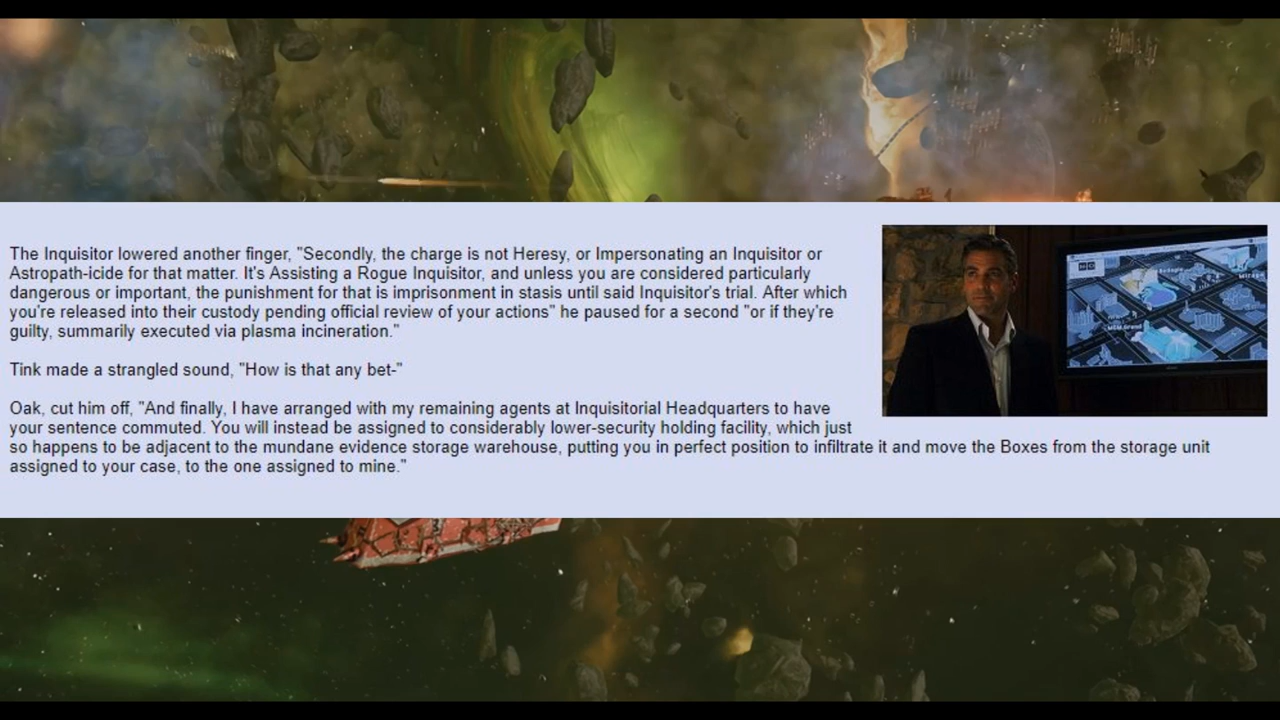 The Inquisitor lowered another finger, "Secondly, the charge is not Heresy, or Impersonating an Inquisitor or
Astropath-icide for that matter. It's Assisting a Rogue Inquisitor, and unless you are considered particularly
dangerous or important, the punishment for that is imprisonment in stasis until said Inquisitor's trial. After which
you're released into their custody pending official review of your actions" he paused for a second "or if they're
guilty, summarily executed via plasma incineration."
Tink made a strangled sound, "How is that any bet-"
Oak, cut him off, "And finally, I have arranged with my remaining agents at Inquisitorial Headquarters to have
your sentence commuted. You will instead be assigned to considerably lower-security holding facility, which just
so happens to be adjacent to the mundane evidence storage warehouse, putting you in perfect position to infiltrate it and move the Boxes from the storage unit
assigned to your case, to the one assigned to mine."
MGM Grand